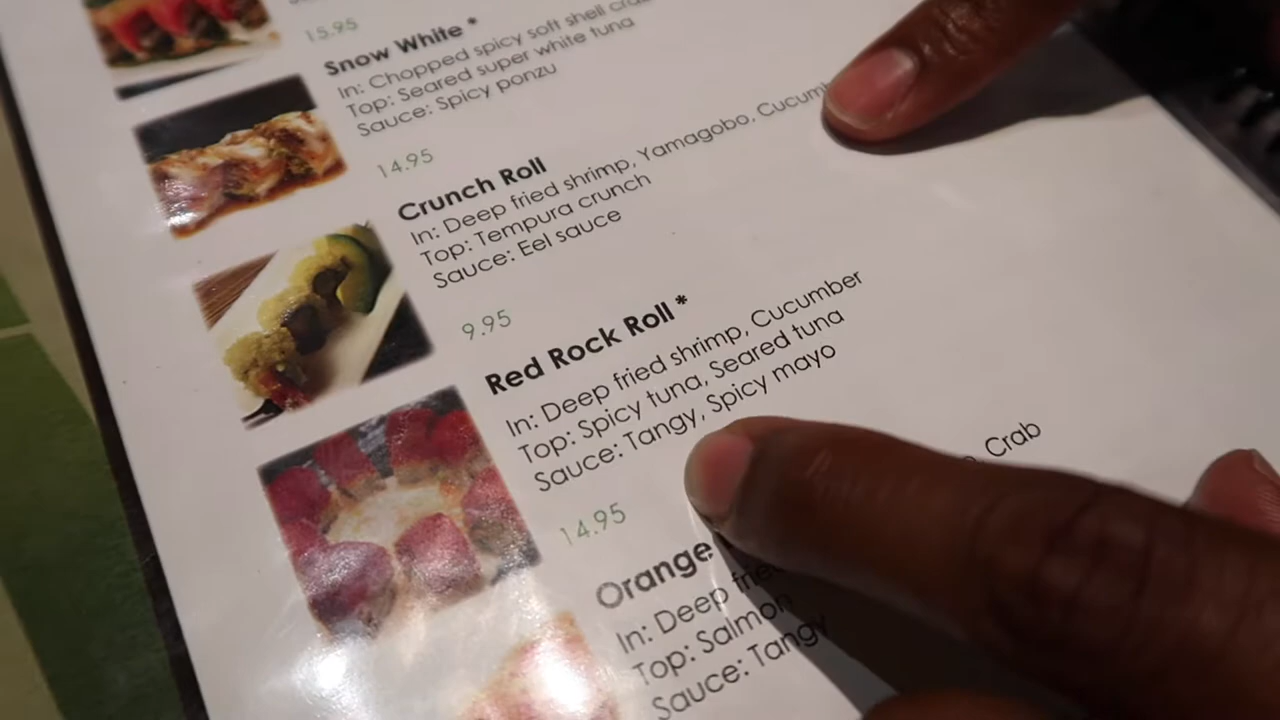 15.95
Snow White *
In: Chopped spicy soft shell
Top: Seared super white tuna
Sauce: Spicy ponzu
14.95
Crunch Roll
In: Deep fried shrimp, Yamagobo,
Top: Tempura crunch
Sauce: Eel sauce
9.95
Red Rock Roll *
In: Deep fried shrimp, Cucumber
Top: Spicy tuna, Seared tuna
Sauce: Tangy, Spicy mayo
14.95
Orange
In: Deep fried Crab
Top: Salmon
Sauce: Tangy